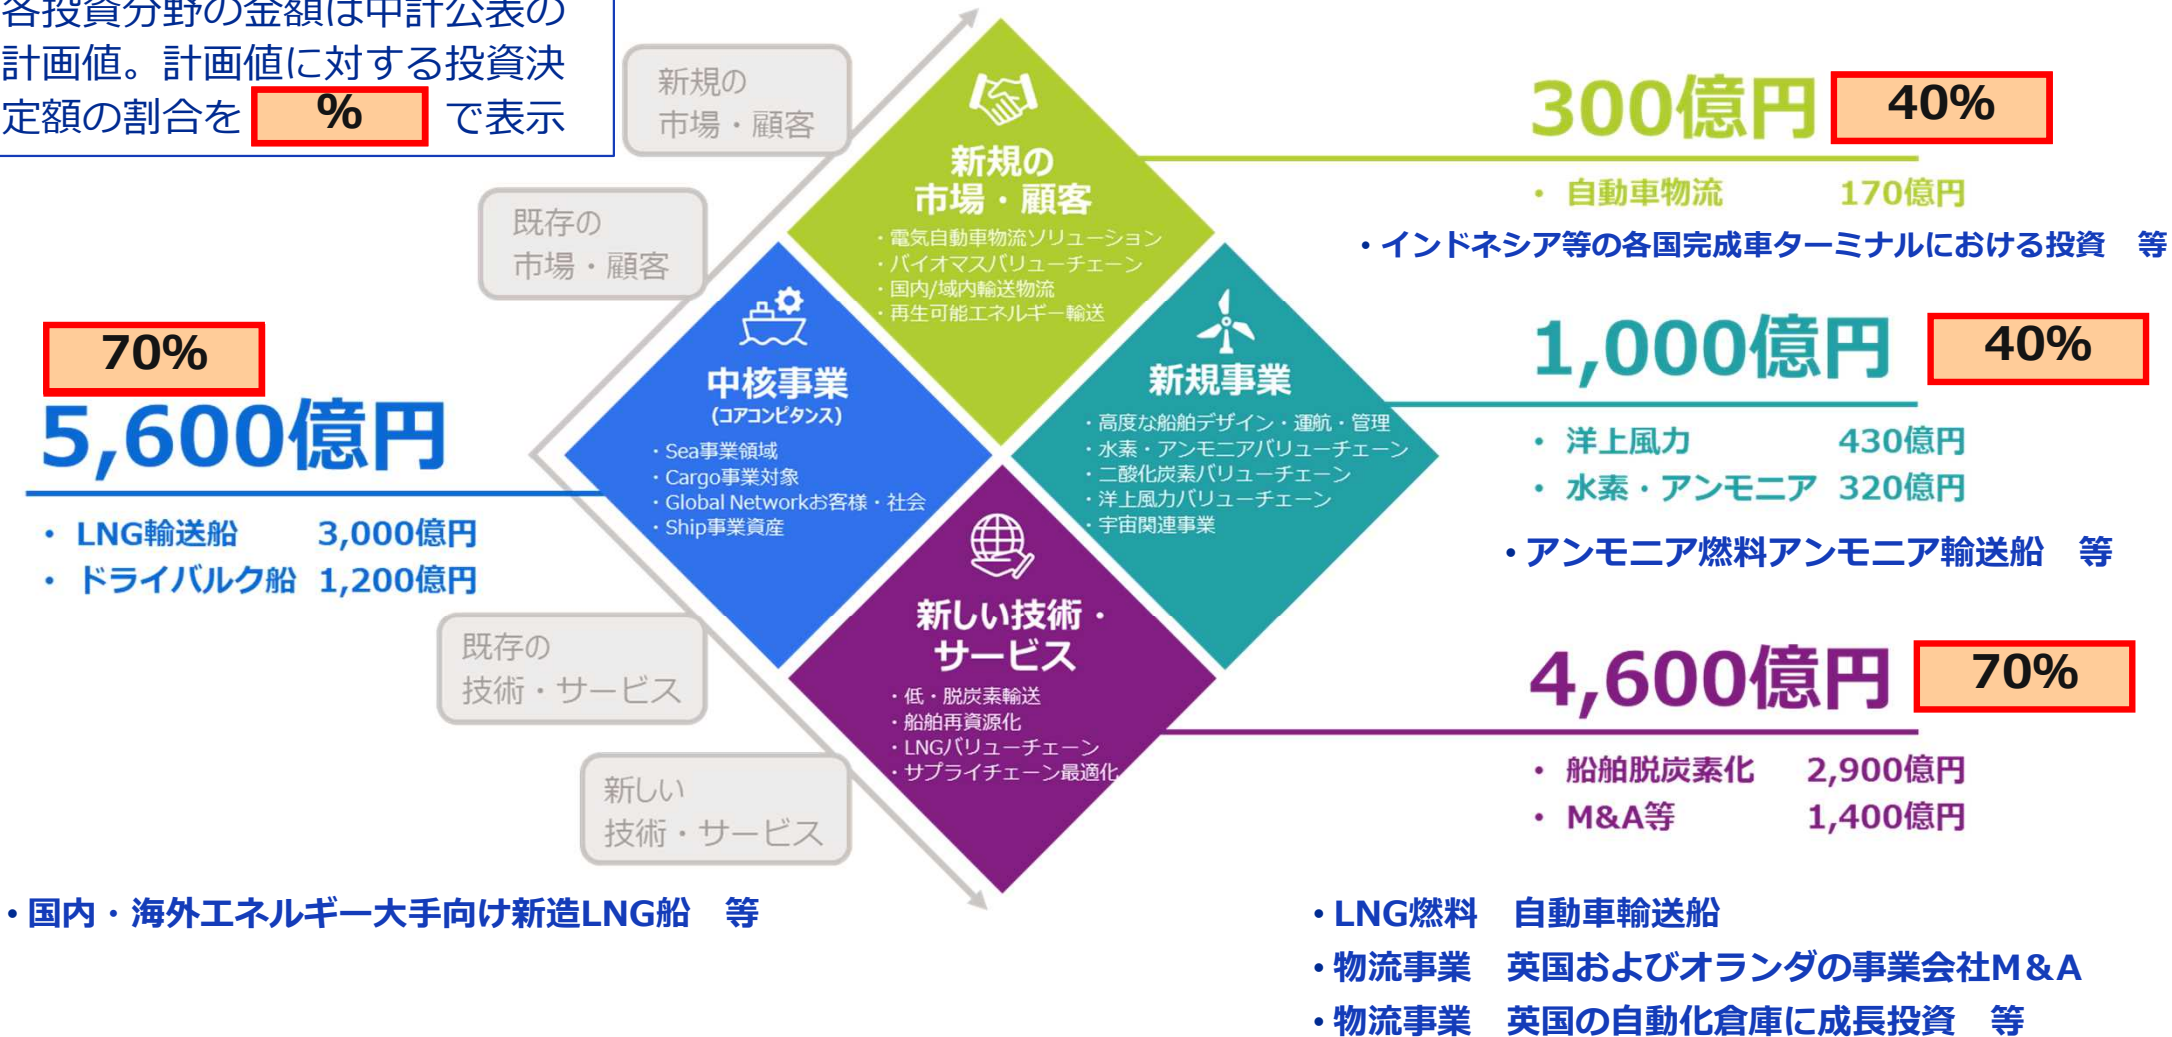 各投資分野の金額は中計公表の
計画値。計画値に対する投資決
定額の割合を % で表示
新規の
市場・顧客
既存の
市場・顧客
70%
5,600億円
・ LNG輸送船 3,000億円
・ ドライバルク船 1,200億円
既存の
技術・サービス
新しい
技術・サービス
・国内・海外エネルギー大手向け新造LNG船 等
新規の
市場・顧客
・電気自動車物流ソリューション
・バイオマスバリューチェーン
・国内/域内輸送物流
・再生可能エネルギー輸送
中核事業
(コアコンピタンス)
・Sea事業領域
・Cargo事業対象
・Global Networkお客様・社会
・Ship事業資産
新規事業
・高度な船舶デザイン・運航・管理
・水素・アンモニアバリューチェーン
・二酸化炭素バリューチェーン
・洋上風力バリューチェーン
・宇宙関連事業
新しい技術・
サービス
・低・脱炭素輸送
・船舶再資源化
・LNGバリューチェーン
・サプライチェーン最適化
300億円 40%
・ 自動車物流 170億円
・インドネシア等の各国完成車ターミナルにおける投資 等
1,000億円 40%
・ 洋上風力 430億円
・ 水素・アンモニア 320億円
・アンモニア燃料アンモニア輸送船 等
4,600億円 70%
・ 船舶脱炭素化 2,900億円
・ M&A等 1,400億円
・LNG燃料 自動車輸送船
・物流事業 英国およびオランダの事業会社M&A
・物流事業 英国の自動化倉庫に成長投資 等